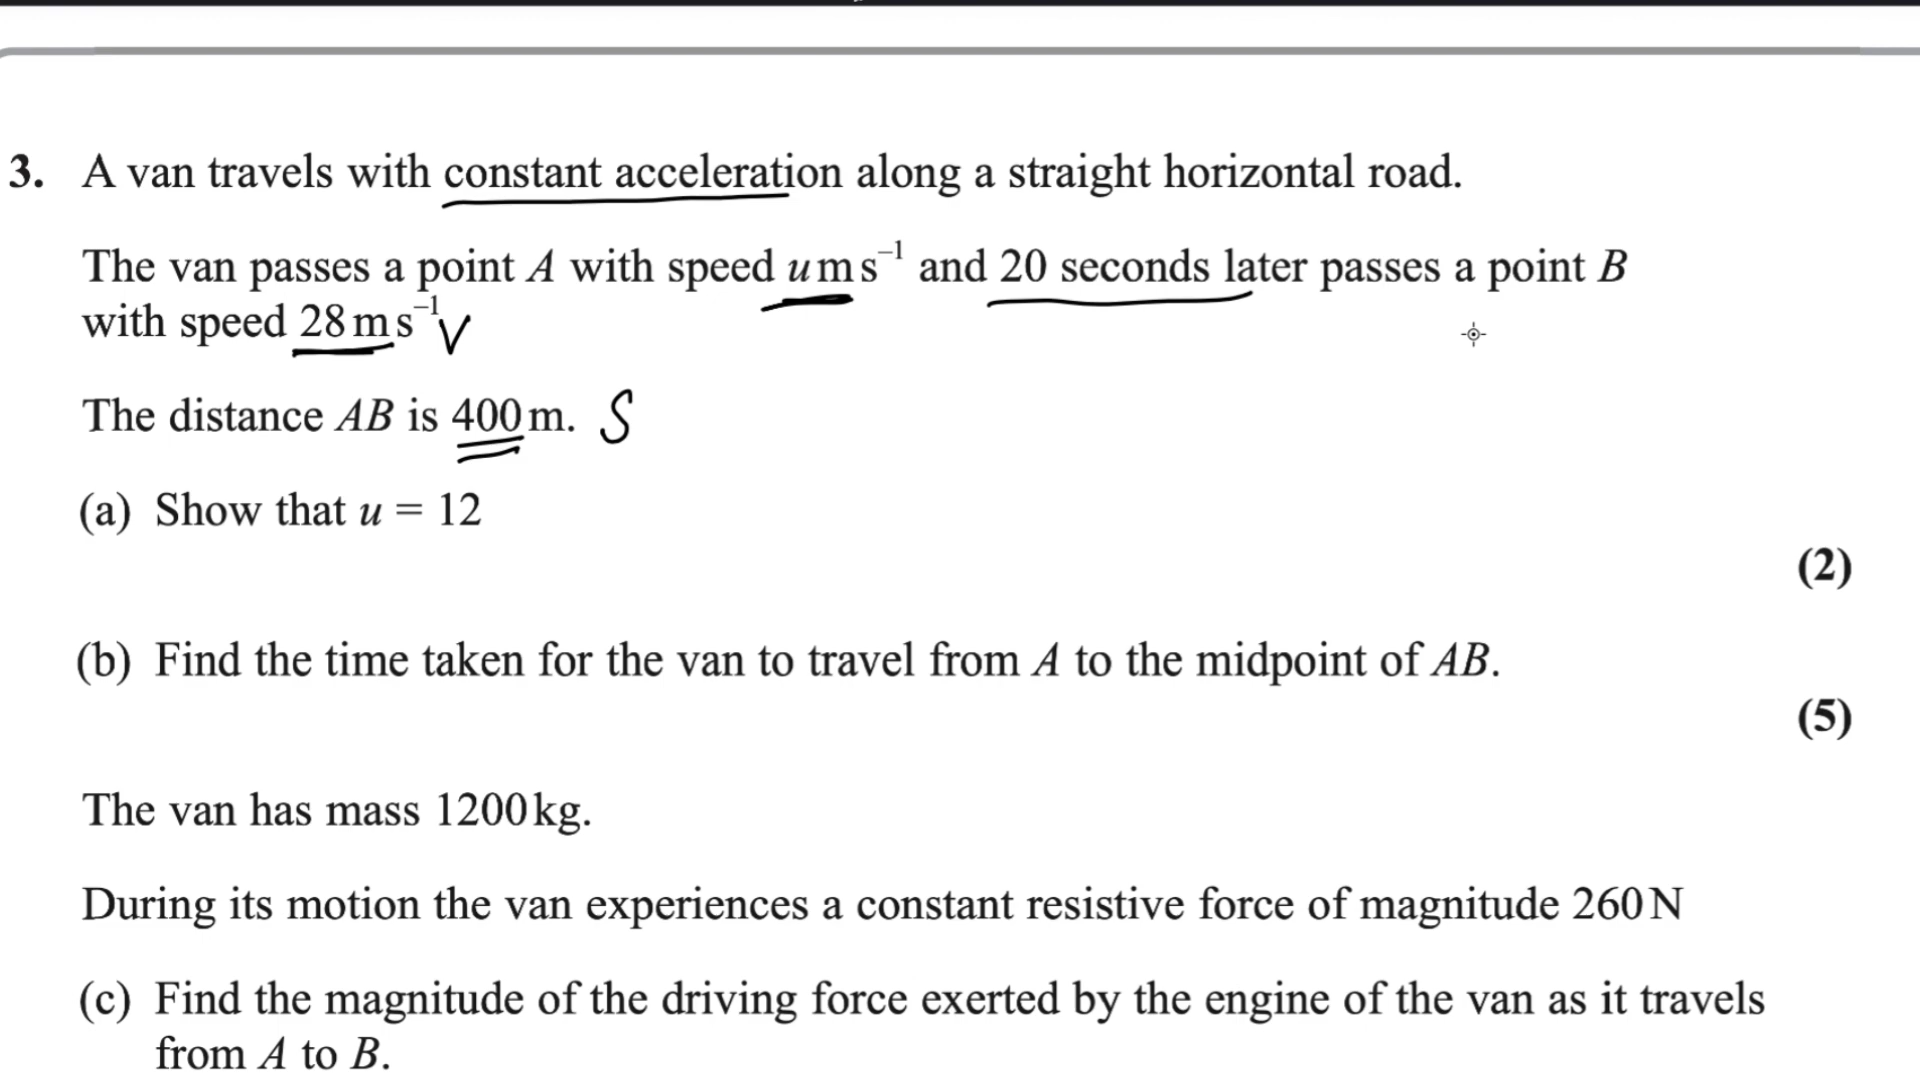 3. A van travels with constant acceleration along a straight horizontal road.
The van passes a point A with speed u m s⁻¹ and 20 seconds later passes a point B
with speed 28 m s⁻¹ V
The distance AB is 400 m. S
(a) Show that u = 12
(2)
(b) Find the time taken for the van to travel from A to the midpoint of AB.
(5)
The van has mass 1200 kg.
During its motion the van experiences a constant resistive force of magnitude 260 N
(c) Find the magnitude of the driving force exerted by the engine of the van as it travels
from A to B.